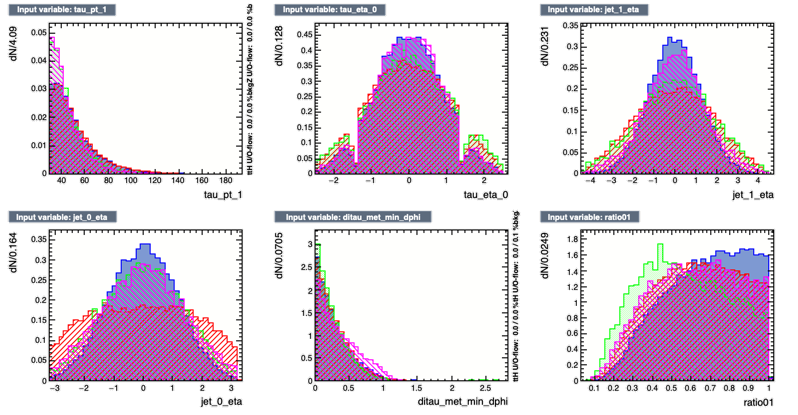 Input variable: tau_pt_1
Input variable: tau_eta_0
Input variable: jet_1_eta
dN/4.09
0.05
0.04
0.03
0.02
0.01
0
40 60 80 100 120 140 160 180
tau_pt_1
dN/0.128
0.45
0.4
0.35
0.3
0.25
0.2
0.15
0.1
0.05
0
−2 −1 0 1 2
tau_eta_0
dN/0.231
0.35
0.3
0.25
0.2
0.15
0.1
0.05
0
−4 −3 −2 −1 0 1 2 3 4
jet_1_eta
Input variable: jet_0_eta
Input variable: ditau_met_min_dphi
Input variable: ratio01
dN/0.164
0.35
0.3
0.25
0.2
0.15
0.1
0.05
0
−3 −2 −1 0 1 2 3
jet_0_eta
dN/0.0705
3.5
3
2.5
2
1.5
1
0.5
0
0 0.5 1 1.5 2 2.5
ditau_met_min_dphi
dN/0.0249
1.8
1.6
1.4
1.2
1
0.8
0.6
0.4
0.2
0
0.1 0.2 0.3 0.4 0.5 0.6 0.7 0.8 0.9 1
ratio01